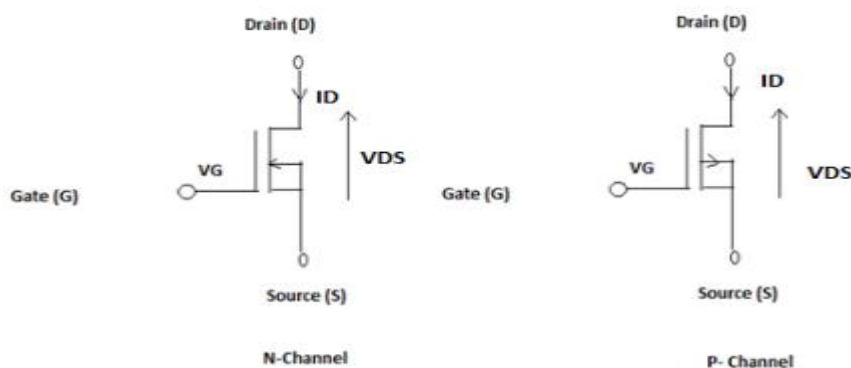 Drain (D)
ID
VDS
VG
Gate (G)
Source (S)
N-Channel
Drain (D)
ID
VDS
VG
Gate (G)
Source (S)
P- Channel